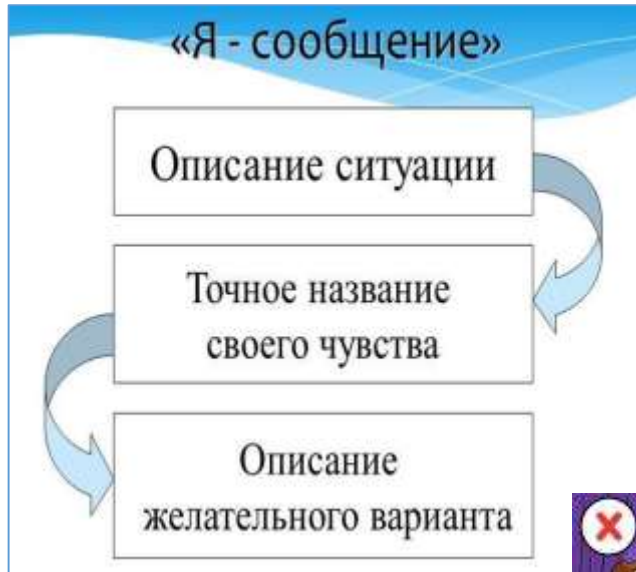 «Я - сообщение»
Описание ситуации
Точное название
своего чувства
Описание
желательного варианта